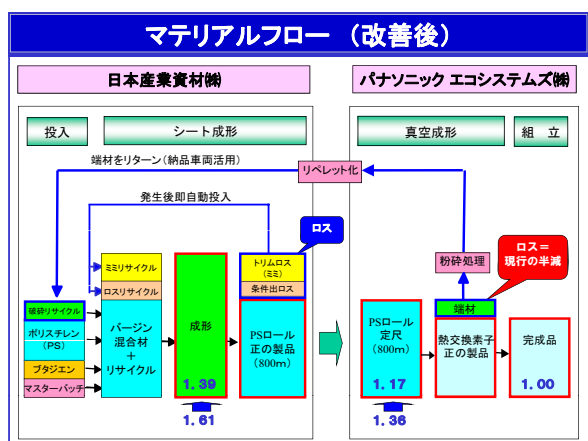 マテリアルフロー （改善後）
日本産業資材㈱
パナソニック エコシステムズ㈱
投入
シート成形
真空成形
組 立
端材をリターン（納品車両活用）
リペレット化
発生後即自動投入
ロス
ミミリサイクル
ロスリサイクル
トリムロス
（ミミ）
条件出ロス
粉砕処理
ロス＝
現行の半減
破砕リサイクル
ポリスチレン
（PS）
ブタジエン
マスターバッチ
バージン
混合材
＋
リサイクル
成形
1.39
1.61
PSロール
正の製品
（800m）
PSロール
定尺
（800m）
1.17
1.36
端材
熱交換素子
正の製品
完成品
1.00